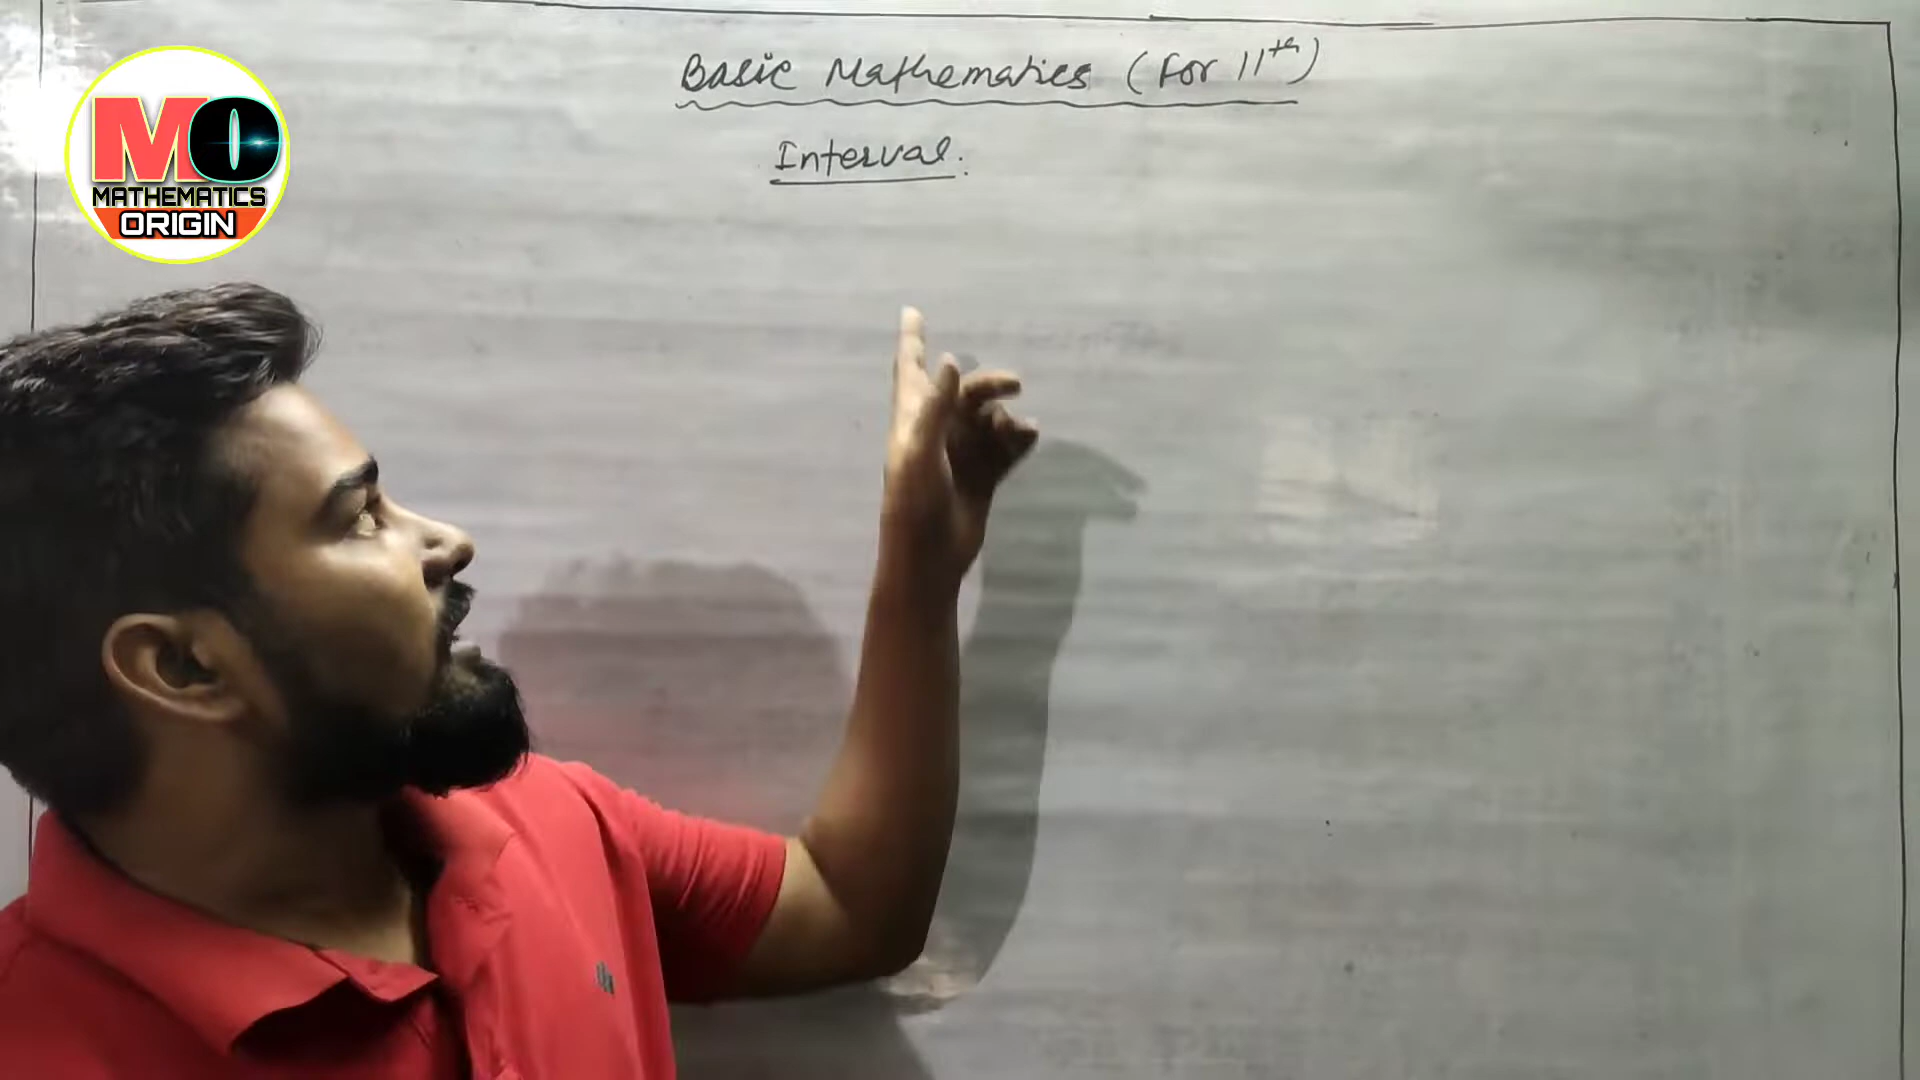 Basic Mathematics (For 11th)
Interval.
MO
MATHEMATICS
ORIGIN